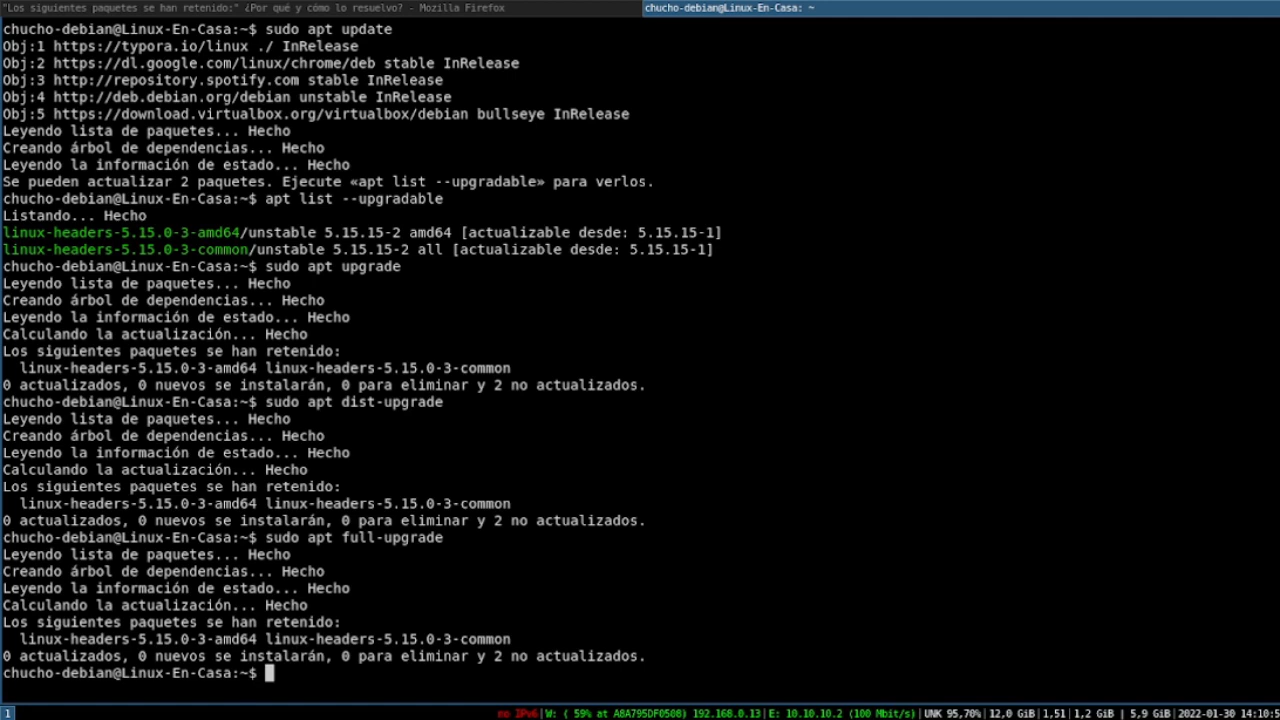 "Los siguientes paquetes se han retenido:" ¿Por qué y cómo lo resuelvo? - Mozilla Firefox
chucho-debian@Linux-En-Casa: ~
chucho-debian@Linux-En-Casa:~$ sudo apt update
Obj:1 https://typora.io/linux ./ InRelease
Obj:2 https://dl.google.com/linux/chrome/deb stable InRelease
Obj:3 http://repository.spotify.com stable InRelease
Obj:4 http://deb.debian.org/debian unstable InRelease
Obj:5 https://download.virtualbox.org/virtualbox/debian bullseye InRelease
Leyendo lista de paquetes... Hecho
Creando árbol de dependencias... Hecho
Leyendo la información de estado... Hecho
Se pueden actualizar 2 paquetes. Ejecute «apt list --upgradable» para verlos.
chucho-debian@Linux-En-Casa:~$ apt list --upgradable
Listando... Hecho
linux-headers-5.15.0-3-amd64/unstable 5.15.15-2 amd64 [actualizable desde: 5.15.15-1]
linux-headers-5.15.0-3-common/unstable 5.15.15-2 all [actualizable desde: 5.15.15-1]
chucho-debian@Linux-En-Casa:~$ sudo apt upgrade
Leyendo lista de paquetes... Hecho
Creando árbol de dependencias... Hecho
Leyendo la información de estado... Hecho
Calculando la actualización... Hecho
Los siguientes paquetes se han retenido:
  linux-headers-5.15.0-3-amd64 linux-headers-5.15.0-3-common
0 actualizados, 0 nuevos se instalarán, 0 para eliminar y 2 no actualizados.
chucho-debian@Linux-En-Casa:~$ sudo apt dist-upgrade
Leyendo lista de paquetes... Hecho
Creando árbol de dependencias... Hecho
Leyendo la información de estado... Hecho
Calculando la actualización... Hecho
Los siguientes paquetes se han retenido:
  linux-headers-5.15.0-3-amd64 linux-headers-5.15.0-3-common
0 actualizados, 0 nuevos se instalarán, 0 para eliminar y 2 no actualizados.
chucho-debian@Linux-En-Casa:~$ sudo apt full-upgrade
Leyendo lista de paquetes... Hecho
Creando árbol de dependencias... Hecho
Leyendo la información de estado... Hecho
Calculando la actualización... Hecho
Los siguientes paquetes se han retenido:
  linux-headers-5.15.0-3-amd64 linux-headers-5.15.0-3-common
0 actualizados, 0 nuevos se instalarán, 0 para eliminar y 2 no actualizados.
chucho-debian@Linux-En-Casa:~$
1 no IPv6|W: ( 59% at A8A795DF0508) 192.168.0.13|E: 10.10.10.2 (100 Mbit/s)|UNK 95,70%|12,0 GiB|1,51|1,2 GiB | 5,9 GiB|2022-01-30 14:10:5